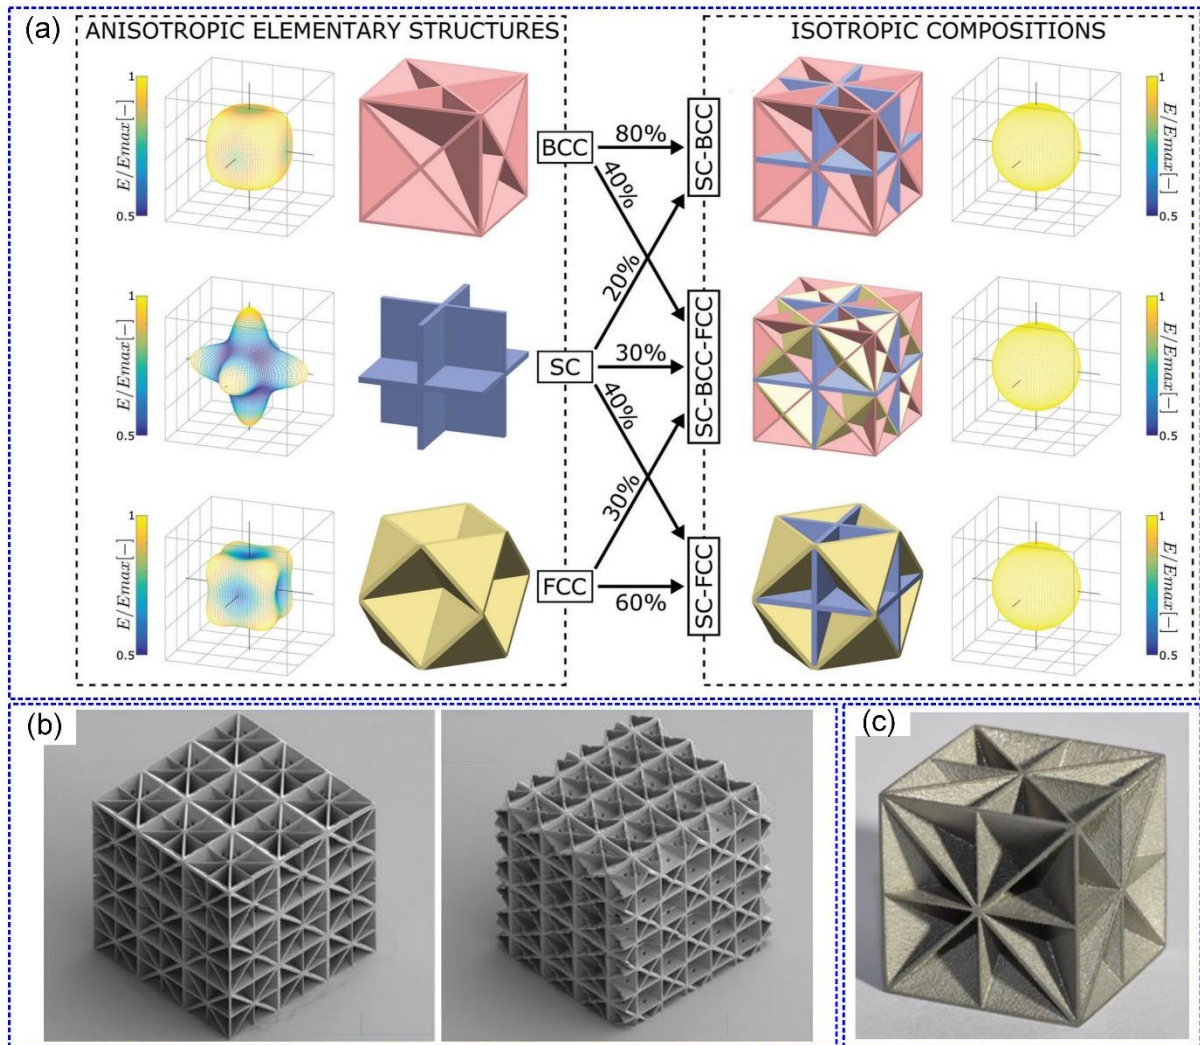 (a)
ANISOTROPIC ELEMENTARY STRUCTURES
ISOTROPIC COMPOSITIONS
1
E/Emax[−]
0.5
BCC
80%
40%
SC-BCC
1
E/Emax[−]
0.5
20%
1
E/Emax[−]
0.5
SC
30%
40%
SC-BCC-FCC
1
E/Emax[−]
0.5
30%
1
E/Emax[−]
0.5
FCC
60%
SC-FCC
1
E/Emax[−]
0.5
(b)
(c)